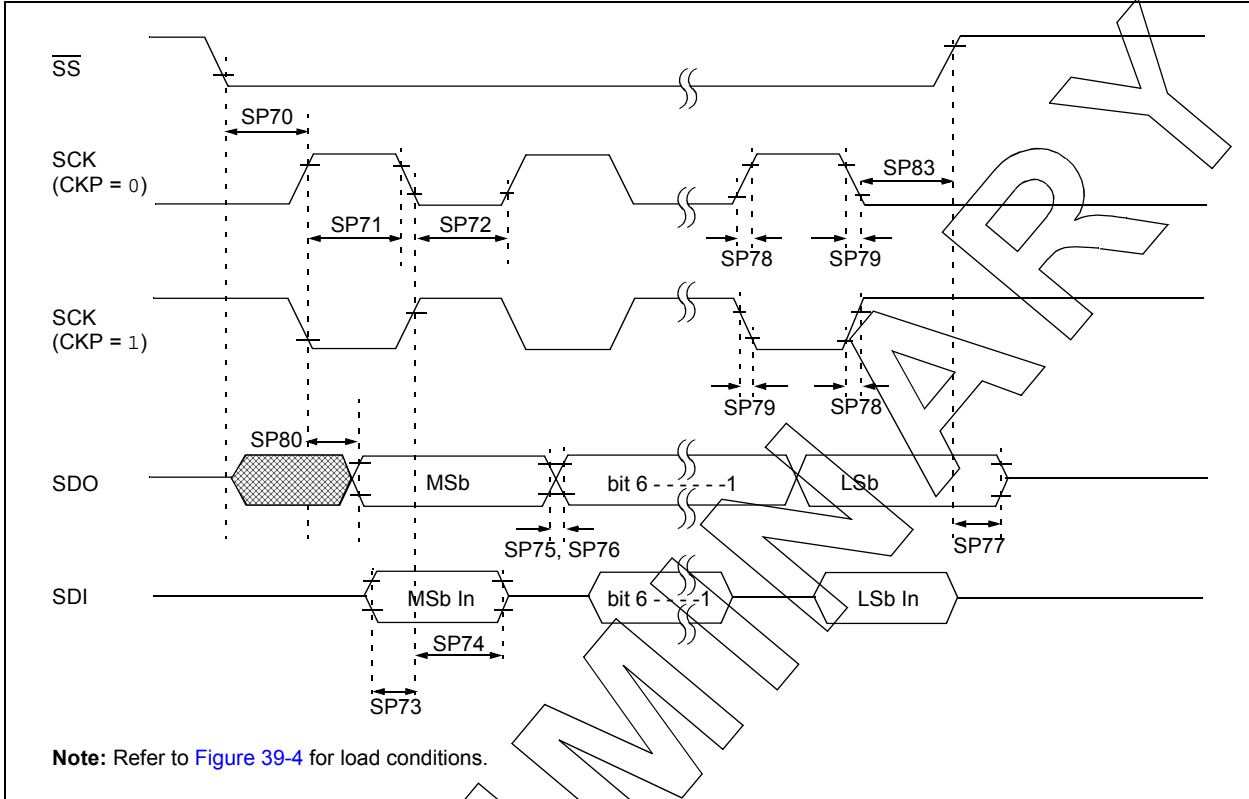 SS
SP70
SCK
(CKP = 0)
SP83
SP71
SP72
SP78
SP79
SCK
(CKP = 1)
SP79
SP78
SP80
SDO
MSb
bit 6 - - - - - -1
LSb
SP75, SP76
SP77
SDI
MSb In
bit 6 - - - -1
LSb In
SP74
SP73
Note: Refer to Figure 39-4 for load conditions.
MINARY